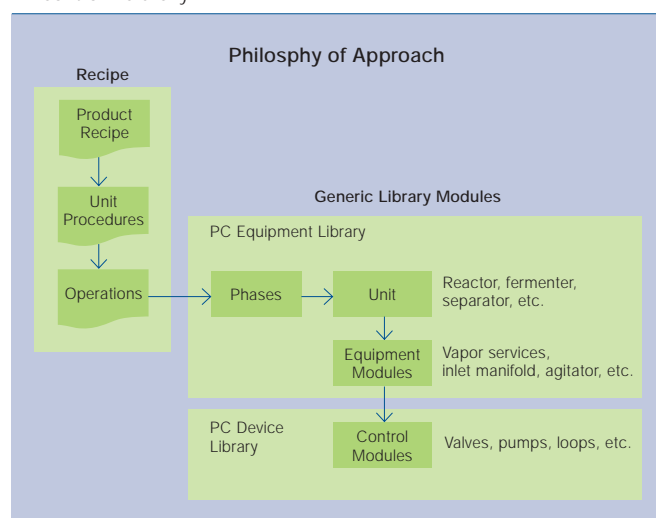 Philosphy of Approach
Recipe
Product
Recipe
Unit
Procedures
Operations
Generic Library Modules
PC Equipment Library
Phases
Unit
Reactor, fermenter,
separator, etc.
Equipment
Modules
Vapor services,
inlet manifold, agitator, etc.
PC Device
Library
Control
Modules
Valves, pumps, loops, etc.